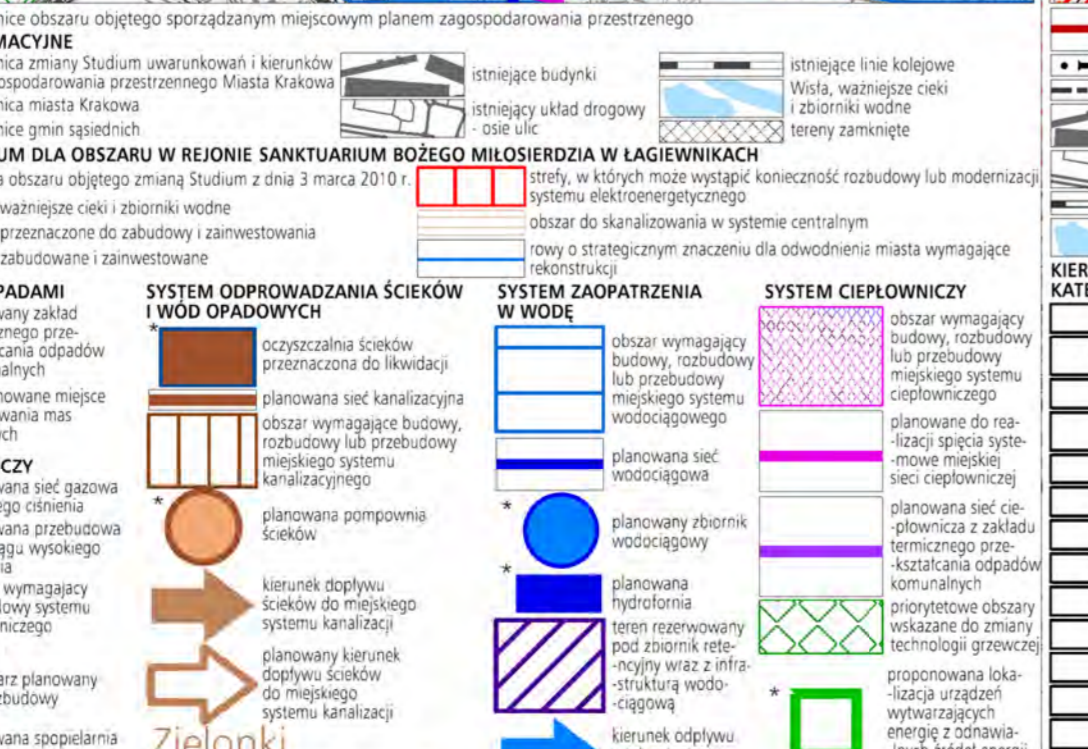 nice obszaru objętego sporządzanym miejscowym planem zagospodarowania przestrzenego
MACYJNE
nica zmiany Studium uwarunkowań i kierunków
ospodarowania przestrzennego Miasta Krakowa
nica miasta Krakowa
nice gmin sąsiednich
istniejące budynki
istniejący układ drogowy
- osie ulic
istniejące linie kolejowe
Wisła, ważniejsze cieki
i zbiorniki wodne
tereny zamknięte
UM DLA OBSZARU W REJONIE SANKTUARIUM BOŻEGO MIŁOSIERDZIA W ŁAGIEWNIKACH
a obszaru objętego zmianą Studium z dnia 3 marca 2010 r.
ważniejsze cieki i zbiorniki wodne
przeznaczone do zabudowy i zainwestowania
zabudowane i zainwestowane
strefy, w których może wystąpić konieczność rozbudowy lub modernizacji
systemu elektroenergetycznego
obszar do skanalizowania w systemie centralnym
rowy o strategicznym znaczeniu dla odwodnienia miasta wymagające
rekonstrukcji
PADAMI
wany zakład
znego prze-
cania odpadów
alnych
nowane miejsce
wania mas
ch
CZY
wana sieć gazowa
ego ciśnienia
wana przebudowa
ągu wysokiego
ia
wymagajacy
owy systemu
niczego
arz planowany
zbudowy
wana spopielarnia
SYSTEM ODPROWADZANIA ŚCIEKÓW
I WÓD OPADOWYCH
*
oczyszczalnia ścieków
przeznaczona do likwidacji
planowana sieć kanalizacyjna
obszar wymagające budowy,
rozbudowy lub przebudowy
miejskiego systemu
kanalizacyjnego
*
planowana pompownia
ścieków
kierunek dopływu
ścieków do miejskiego
systemu kanalizacji
planowany kierunek
dopływu ścieków
do miejskiego
systemu kanalizacji
Zielonki
SYSTEM ZAOPATRZENIA
W WODĘ
obszar wymagający
budowy, rozbudowy
lub przebudowy
miejskiego systemu
wodociągowego
planowana sieć
wodociągowa
*
planowany zbiornik
wodociągowy
*
planowana
hydrofornia
teren rezerwowany
pod zbiornik rete-
-ncyjny wraz z infra-
-strukturą wodo-
-ciągową
kierunek odpływu
SYSTEM CIEPŁOWNICZY
obszar wymagający
budowy, rozbudowy
lub przebudowy
miejskiego systemu
ciepłowniczego
planowane do rea-
-lizacji spięcia syste-
-mowe miejskiej
sieci ciepłowniczej
planowana sieć cie-
-płownicza z zakładu
termicznego prze-
-kształcania odpadów
komunalnych
priorytetowe obszary
wskazane do zmiany
technologii grzewczej
*
proponowana loka-
-lizacja urządzeń
wytwarzających
energię z odnawia-
KIER
KATE